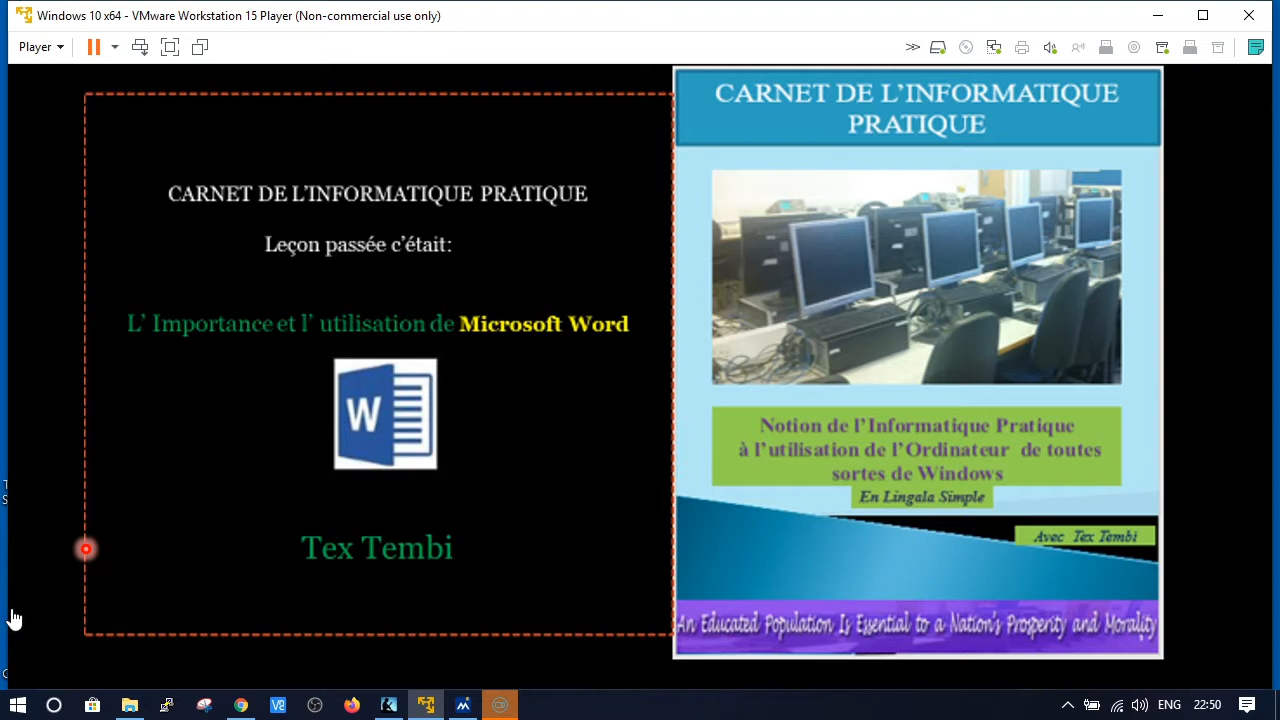 Windows 10 x64 - VMware Workstation 15 Player (Non-commercial use only)
Player
CARNET DE L'INFORMATIQUE PRATIQUE
Leçon passée c'était:
L' Importance et l' utilisation de Microsoft Word
W
Tex Tembi
CARNET DE L'INFORMATIQUE
PRATIQUE
Notion de l'Informatique Pratique
à l'utilisation de l'Ordinateur de toutes
sortes de Windows
En Lingala Simple
Avec Tex Tembi
An Educated Population Is Essential to a Nation's Prosperity and Morality
ENG
22:50